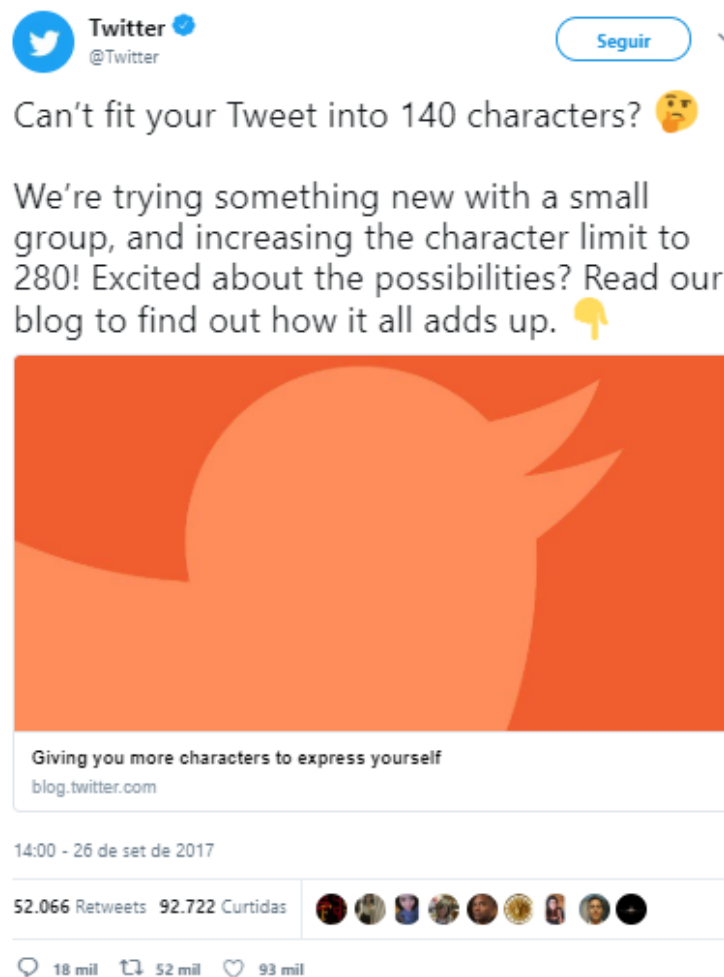 Twitter
@Twitter
Seguir
Can't fit your Tweet into 140 characters? 🤔
We're trying something new with a small
group, and increasing the character limit to
280! Excited about the possibilities? Read our
blog to find out how it all adds up. 👇
Giving you more characters to express yourself
blog.twitter.com
14:00 - 26 de set de 2017
52.066 Retweets 92.722 Curtidas
18 mil 52 mil 93 mil